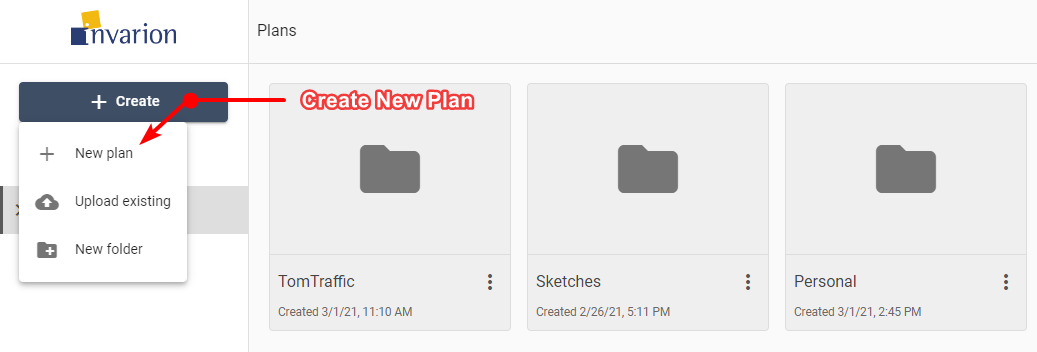 invarion
Plans
Create
Create New Plan
New plan
Upload existing
New folder
TomTraffic
Created 3/1/21, 11:10 AM
Sketches
Created 2/26/21, 5:11 PM
Personal
Created 3/1/21, 2:45 PM